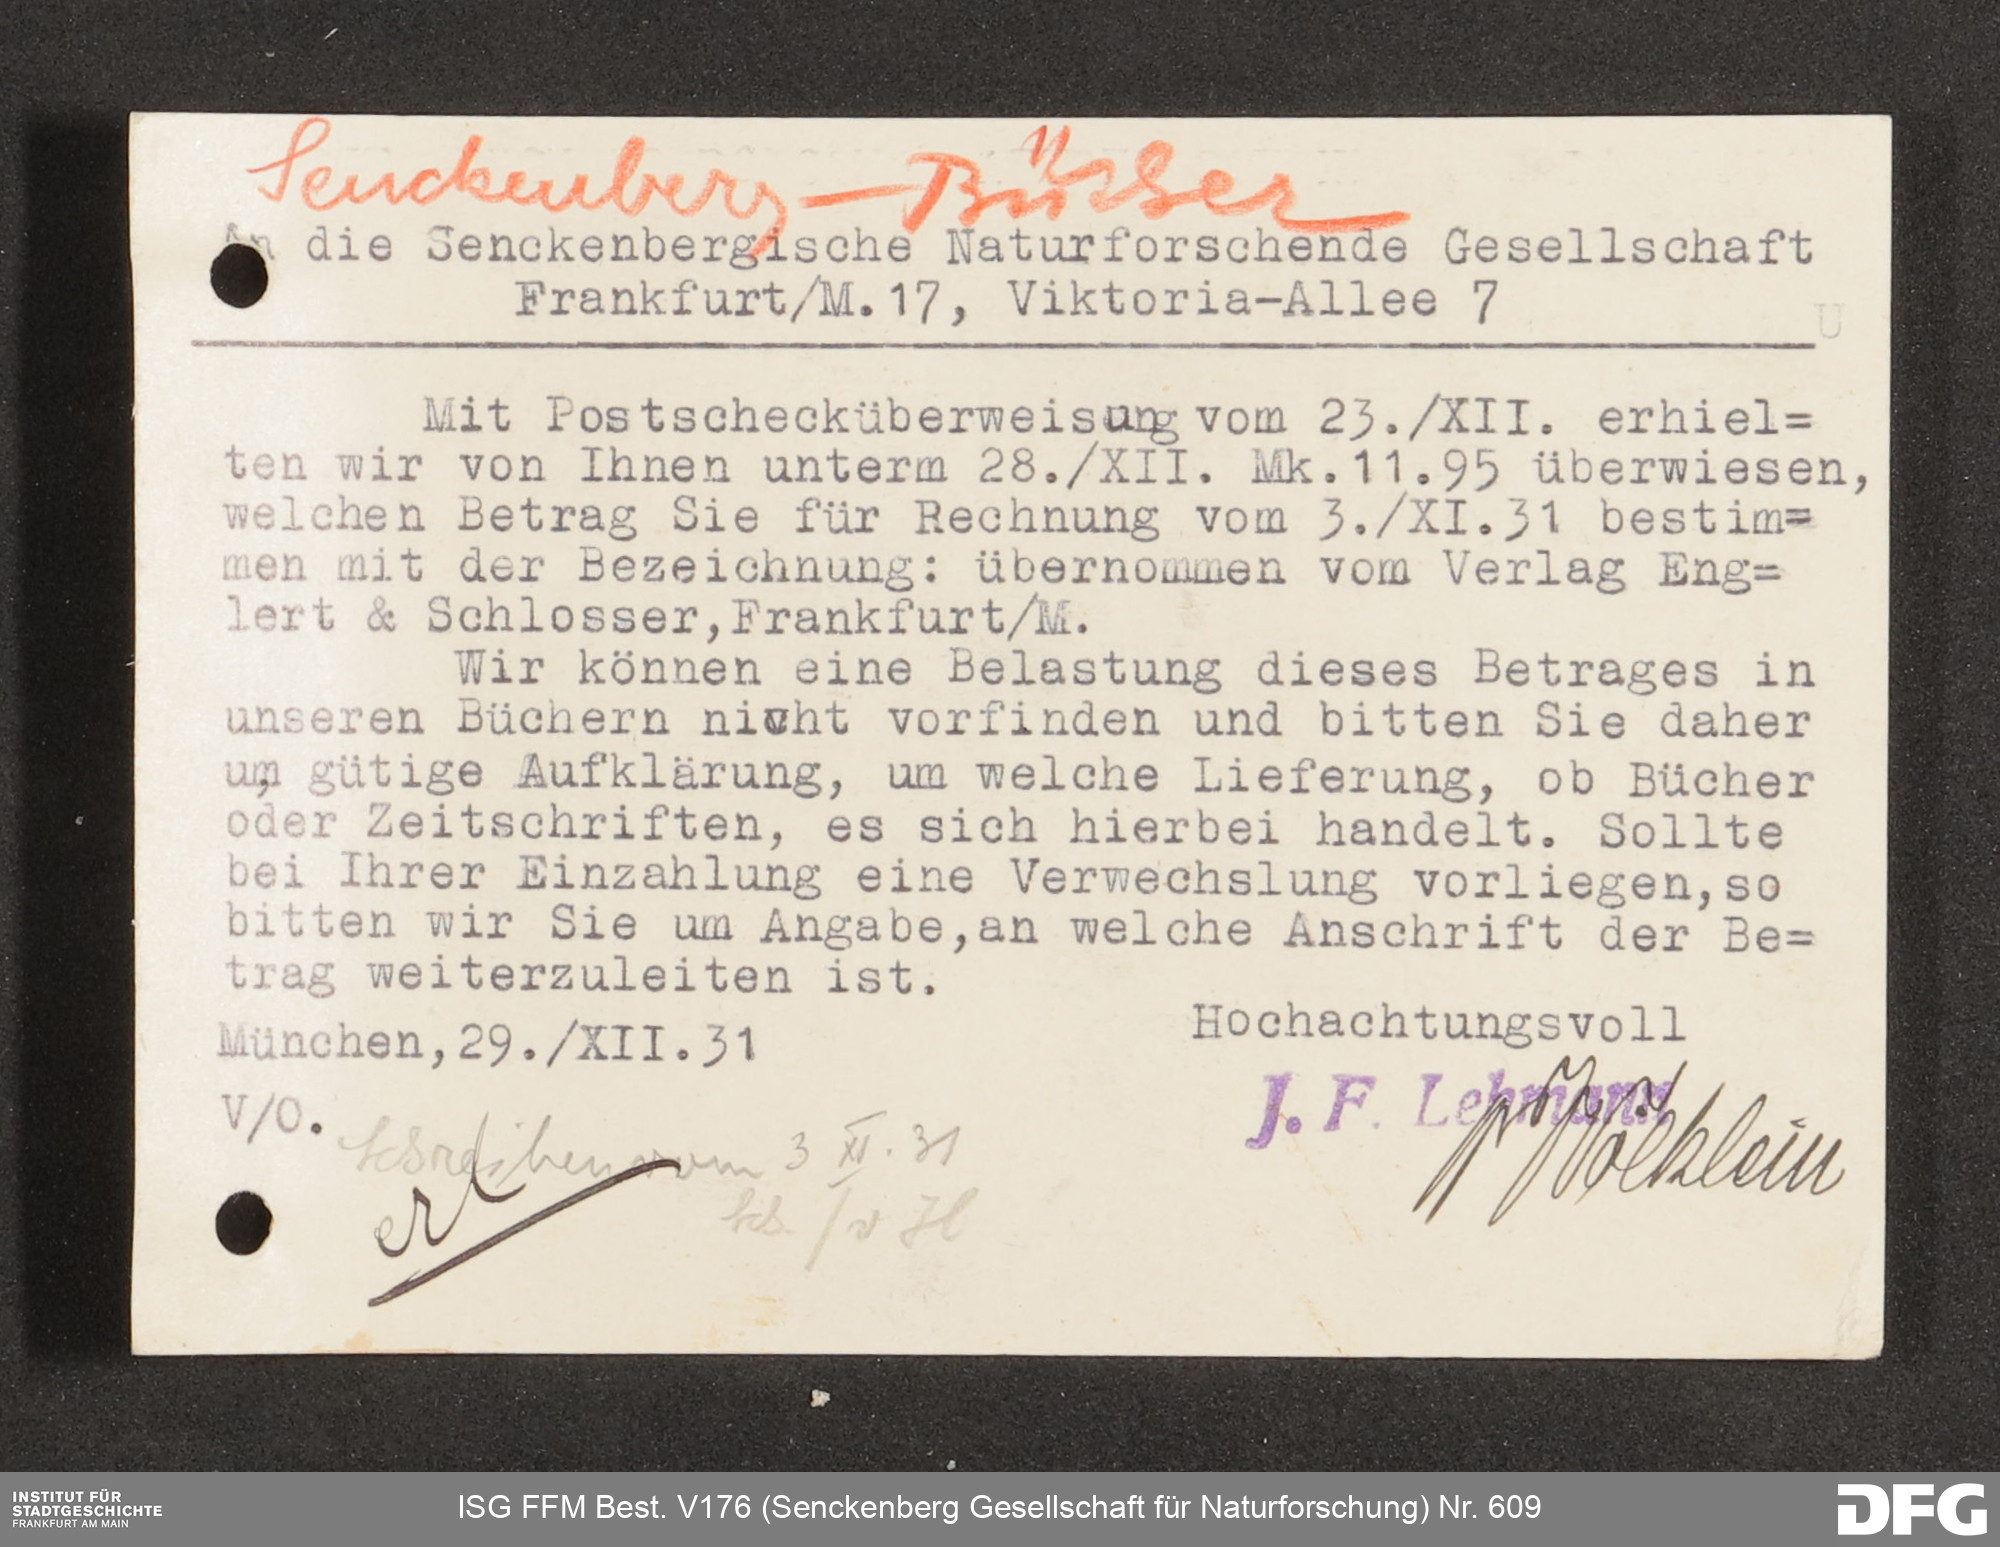 Senckenberg-Bücher
An die Senckenbergische Naturforschende Gesellschaft
Frankfurt/M.17, Viktoria-Allee 7
U
Mit Postschecküberweisung vom 23./XII. erhiel=
ten wir von Ihnen unterm 28./XII. Mk.11.95 überwiesen,
welchen Betrag Sie für Rechnung vom 3./XI.31 bestim=
men mit der Bezeichnung: übernommen vom Verlag Eng=
lert & Schlosser,Frankfurt/M.
Wir können eine Belastung dieses Betrages in
unseren Büchern nicht vorfinden und bitten Sie daher
um gütige Aufklärung, um welche Lieferung, ob Bücher
oder Zeitschriften, es sich hierbei handelt. Sollte
bei Ihrer Einzahlung eine Verwechslung vorliegen,so
bitten wir Sie um Angabe,an welche Anschrift der Be=
trag weiterzuleiten ist.
Hochachtungsvoll
München,29./XII.31
J. F. Lehmann
V/O.
Schreiben vom 3 XI. 31
erl
INSTITUT FÜR
STADTGESCHICHTE
FRANKFURT AM MAIN
ISG FFM Best. V176 (Senckenberg Gesellschaft für Naturforschung) Nr. 609
DFG